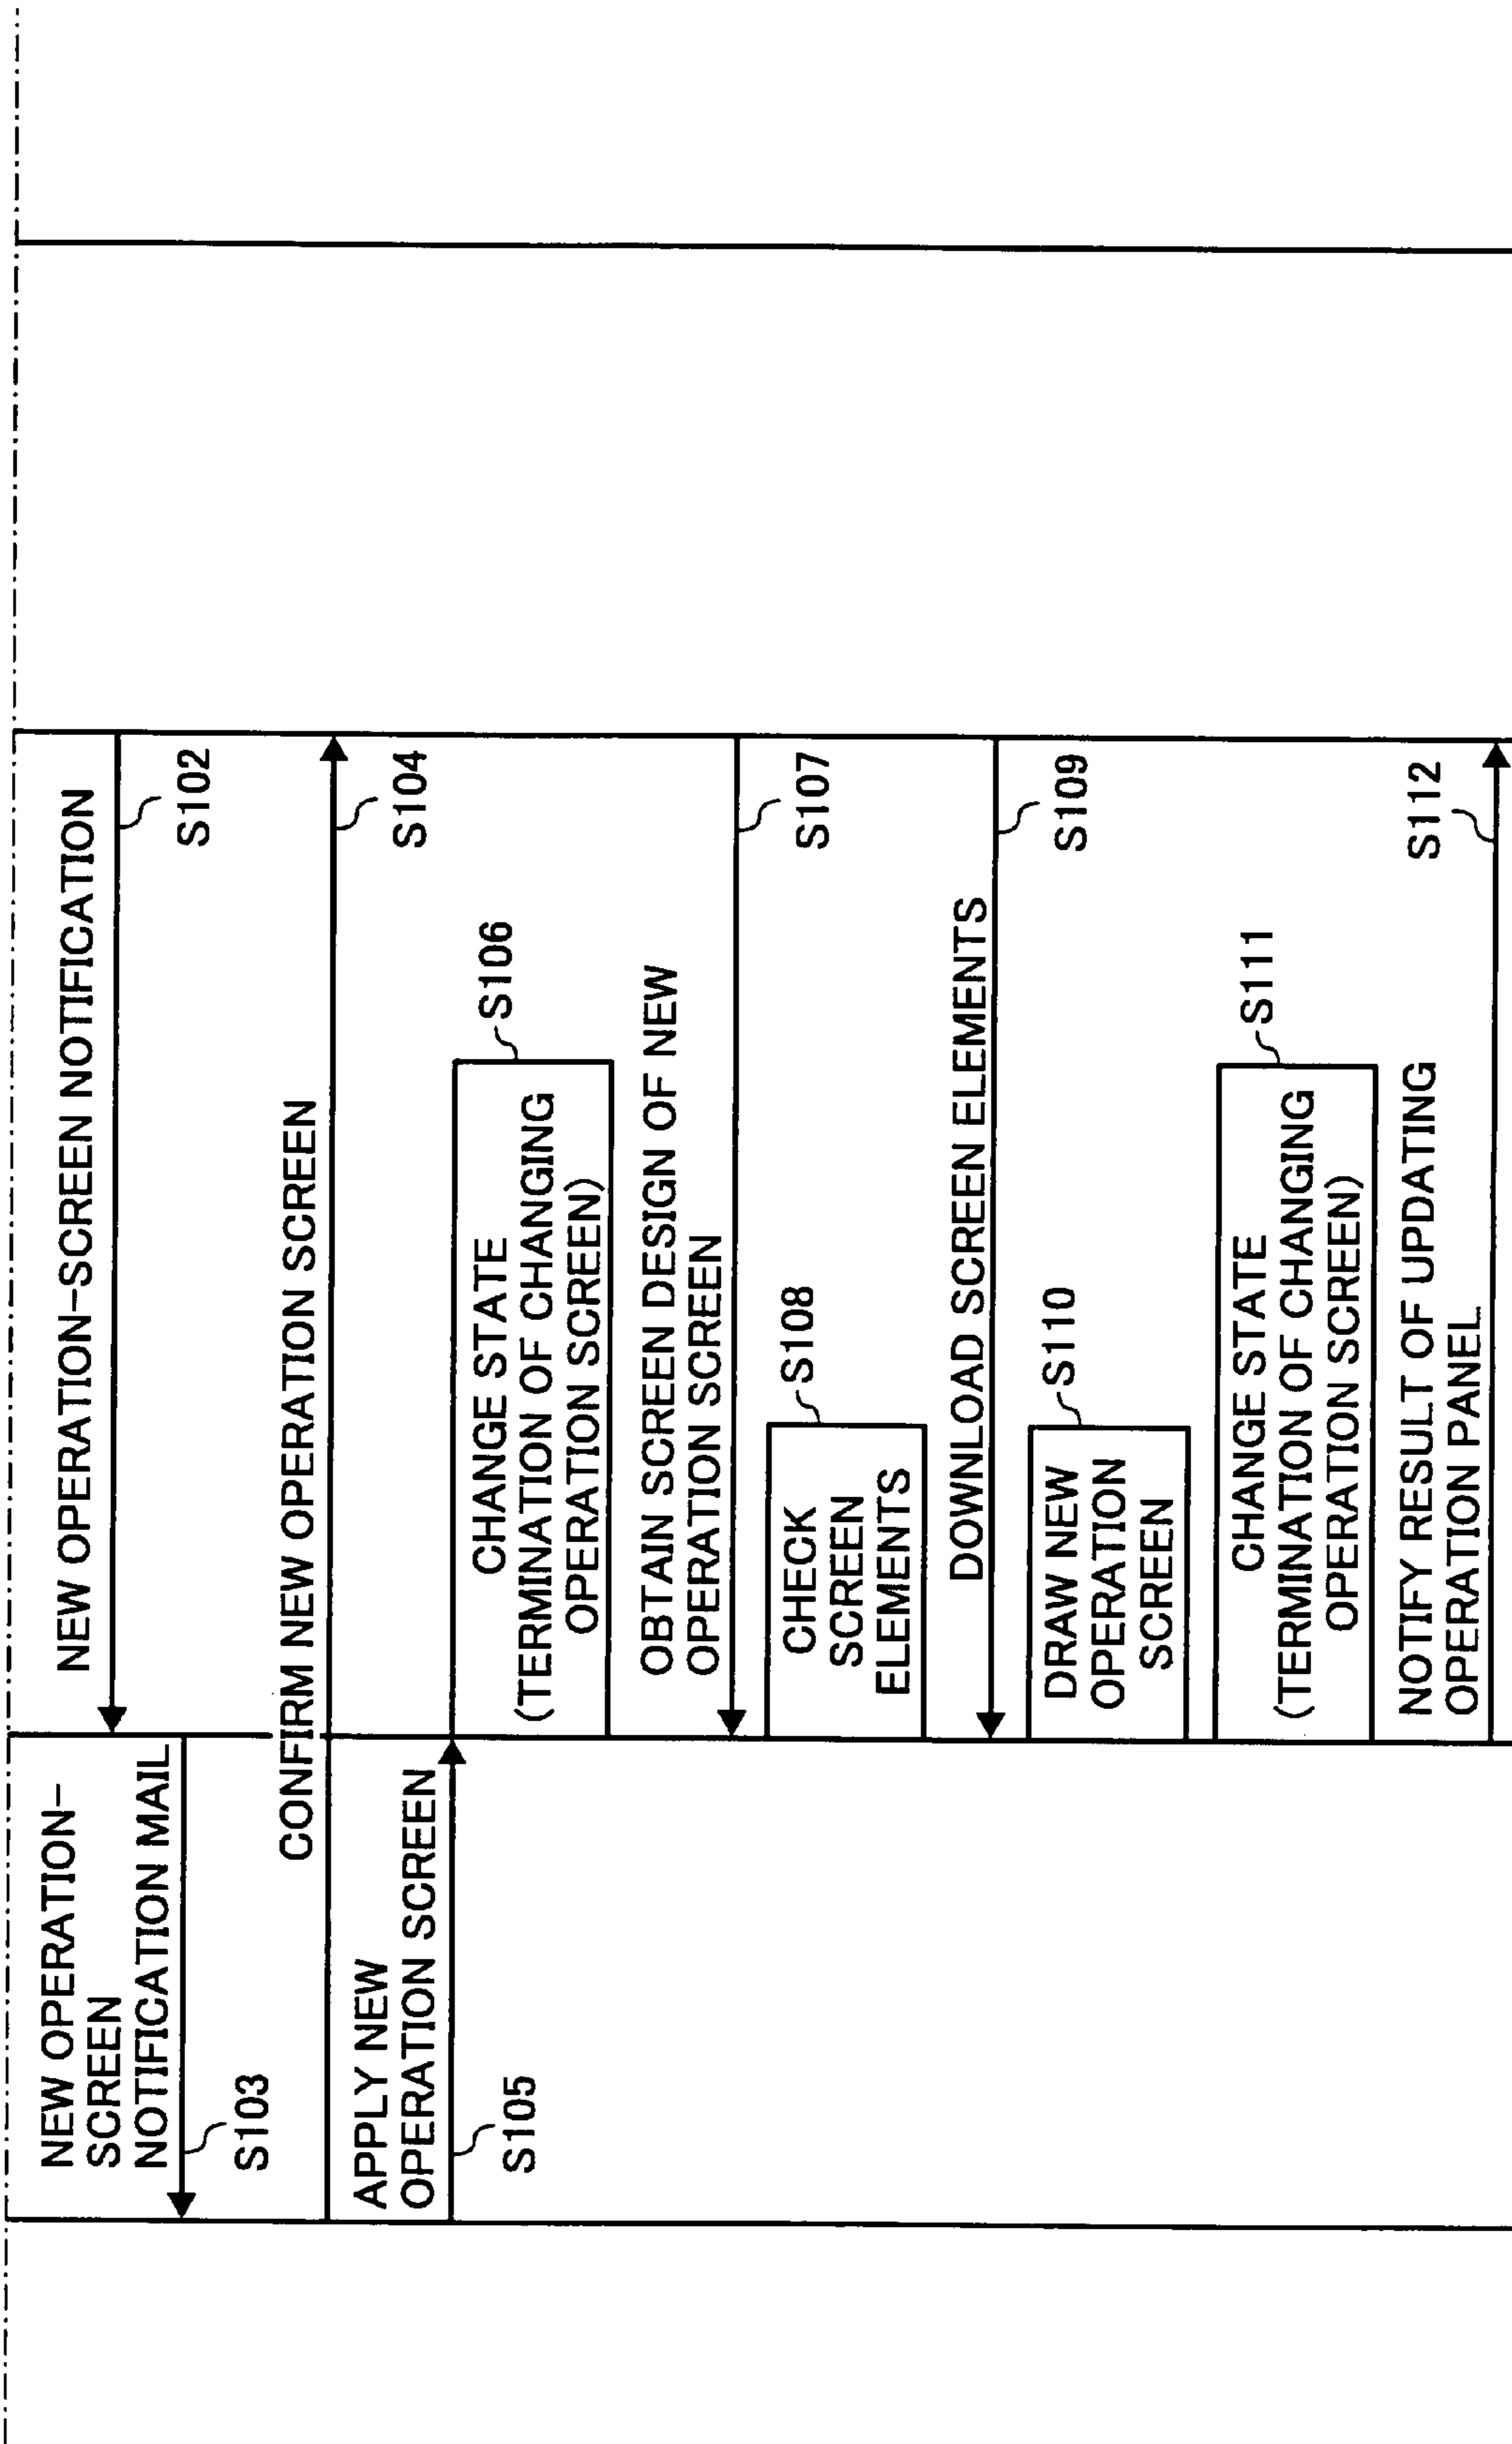 NEW OPERATION-SCREEN NOTIFICATION
S102
NEW OPERATION-
SCREEN
NOTIFICATION MAIL
S103
CONFIRM NEW OPERATION SCREEN
S104
APPLY NEW
OPERATION SCREEN
S105
CHANGE STATE
(TERMINATION OF CHANGING
OPERATION SCREEN)
S106
OBTAIN SCREEN DESIGN OF NEW
OPERATION SCREEN
S107
CHECK
SCREEN
ELEMENTS
S108
DOWNLOAD SCREEN ELEMENTS
S109
DRAW NEW
OPERATION
SCREEN
S110
CHANGE STATE
(TERMINATION OF CHANGING
OPERATION SCREEN)
S111
NOTIFY RESULT OF UPDATING
OPERATION PANEL
S112